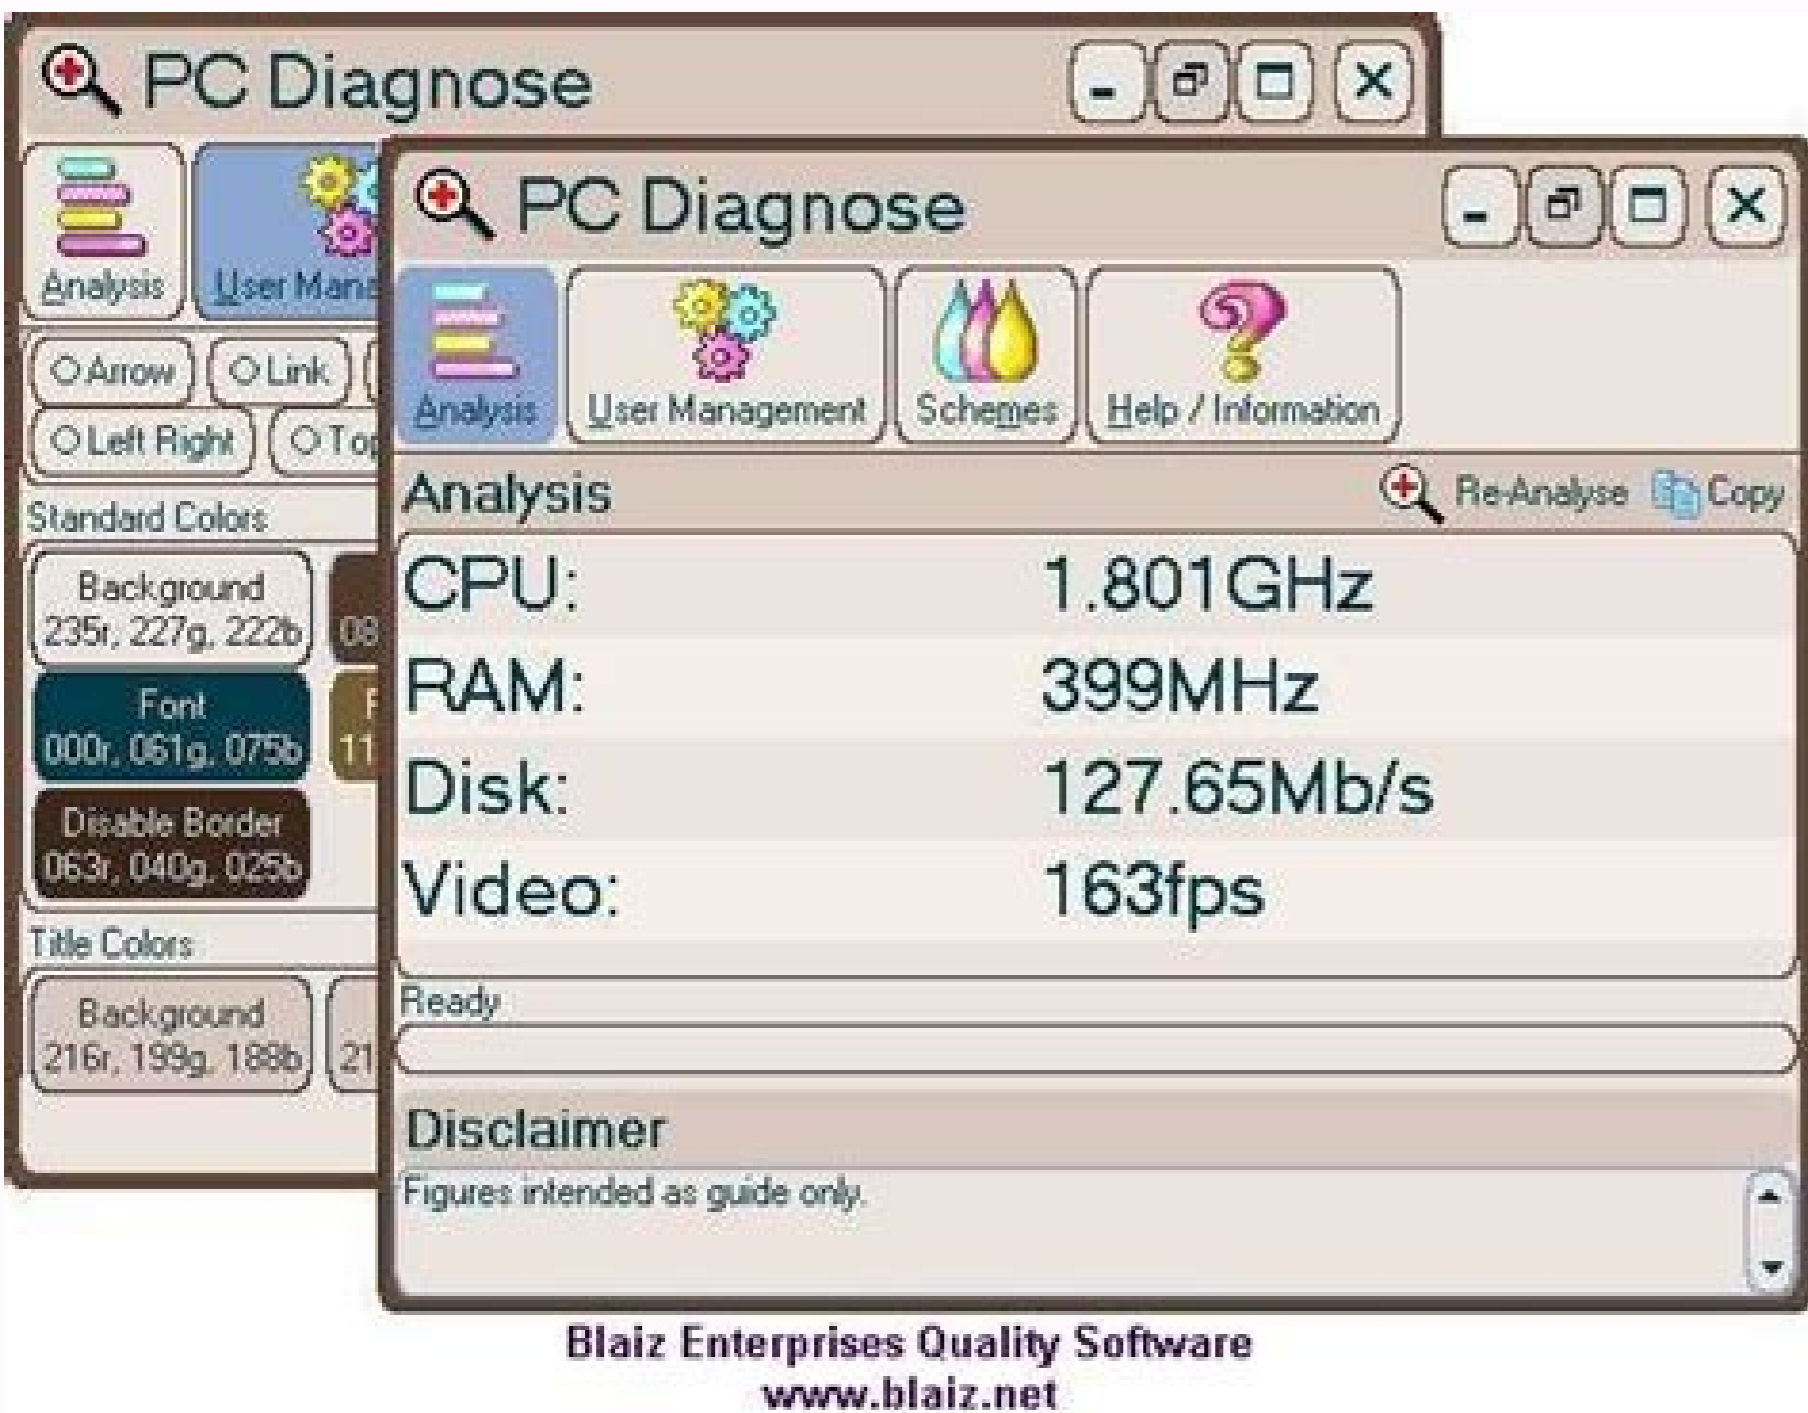 PC Diagnose
Analysis
User Mana
Arrow
Link
Left Right
Standard Colors
Background
235r, 227g, 222b
Font
000r, 061g, 075b
11
Disable Border
063r, 040g, 025b
Title Colors
Background
216r, 199g, 188b
21
PC Diagnose
Analysis
User Management
Schemes
Help / Information
Analysis
Re-Analyse
Copy
CPU: 1.801GHz
RAM: 399MHz
Disk: 127.65Mb/s
Video: 163fps
Ready
Disclaimer
Figures intended as guide only.
Blaiz Enterprises Quality Software
www.blaiz.net